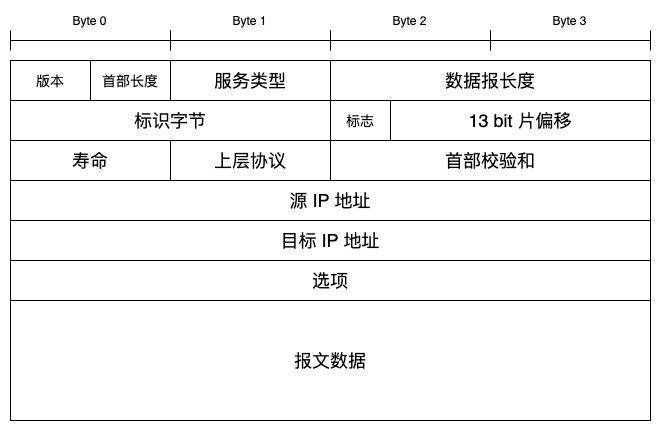 Byte 0 Byte 1 Byte 2 Byte 3
版本 首部长度 服务类型 数据报长度
标识字节 标志 13 bit 片偏移
寿命 上层协议 首部校验和
源 IP 地址
目标 IP 地址
选项
报文数据